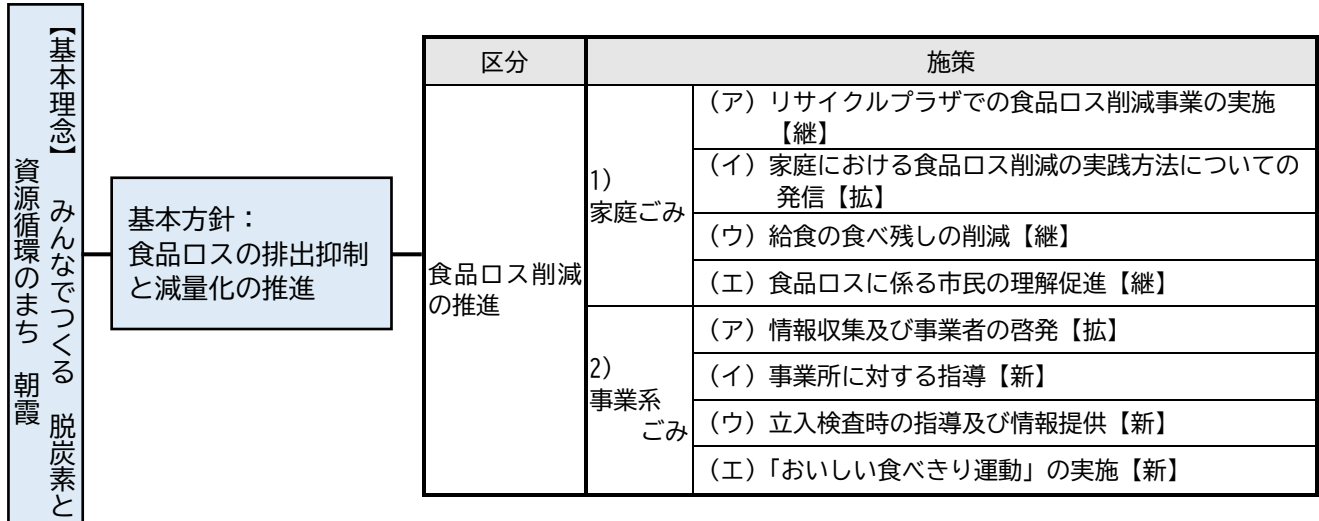 【基本理念】　みんなでつくる　脱炭素と
資源循環のまち　朝霞
基本方針：
食品ロスの排出抑制
と減量化の推進
区分
施策
食品ロス削減
の推進
1)
家庭ごみ
（ア）リサイクルプラザでの食品ロス削減事業の実施
【継】
（イ）家庭における食品ロス削減の実践方法についての
発信【拡】
（ウ）給食の食べ残しの削減【継】
（エ）食品ロスに係る市民の理解促進【継】
2)
事業系
ごみ
（ア）情報収集及び事業者の啓発【拡】
（イ）事業所に対する指導【新】
（ウ）立入検査時の指導及び情報提供【新】
（エ）「おいしい食べきり運動」の実施【新】